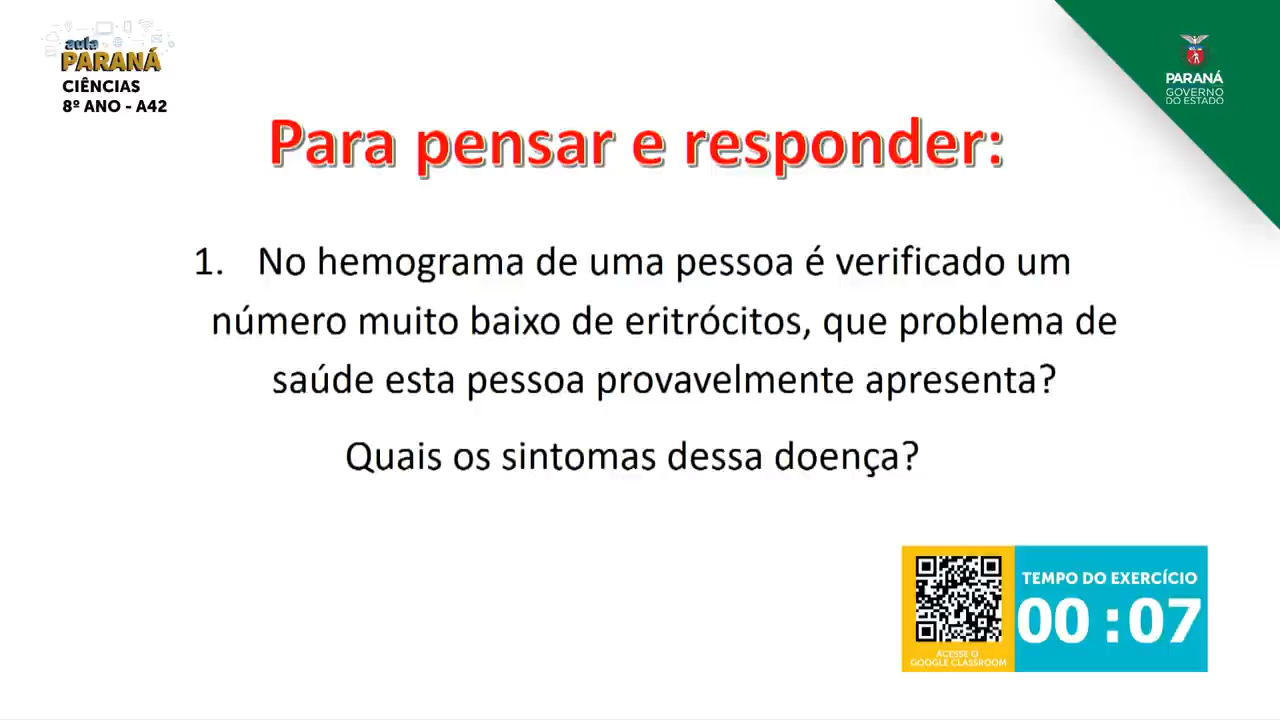 aula
PARANÁ
CIÊNCIAS
8º ANO - A42
PARANÁ
GOVERNO
DO ESTADO
Para pensar e responder:
1. No hemograma de uma pessoa é verificado um
número muito baixo de eritrócitos, que problema de
saúde esta pessoa provavelmente apresenta?
Quais os sintomas dessa doença?
TEMPO DO EXERCÍCIO
00 : 07
ACESSE O
GOOGLE CLASSROOM